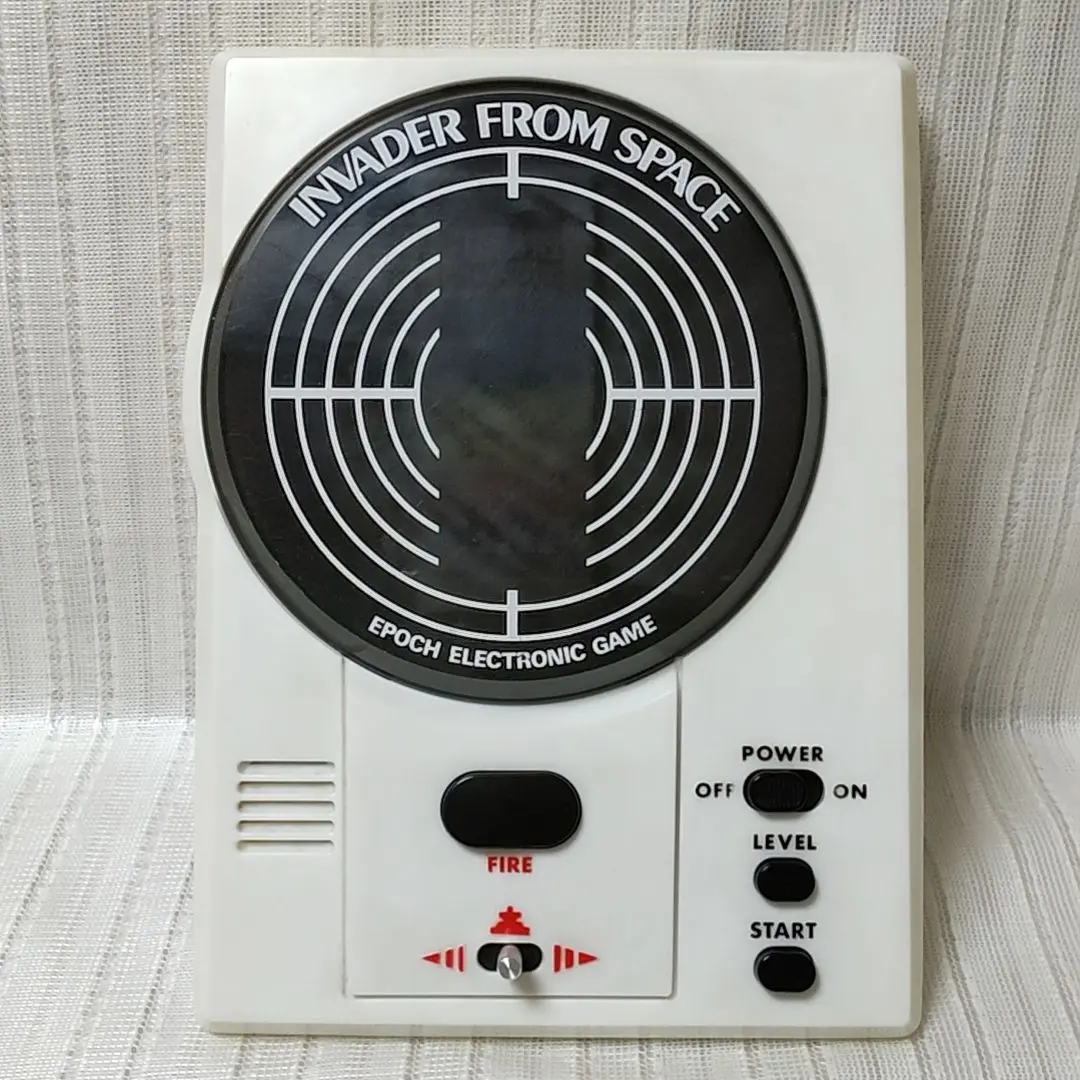 INVADER FROM SPACE
EPOCH ELECTRONIC GAME
POWER
OFF ON
LEVEL
FIRE
START